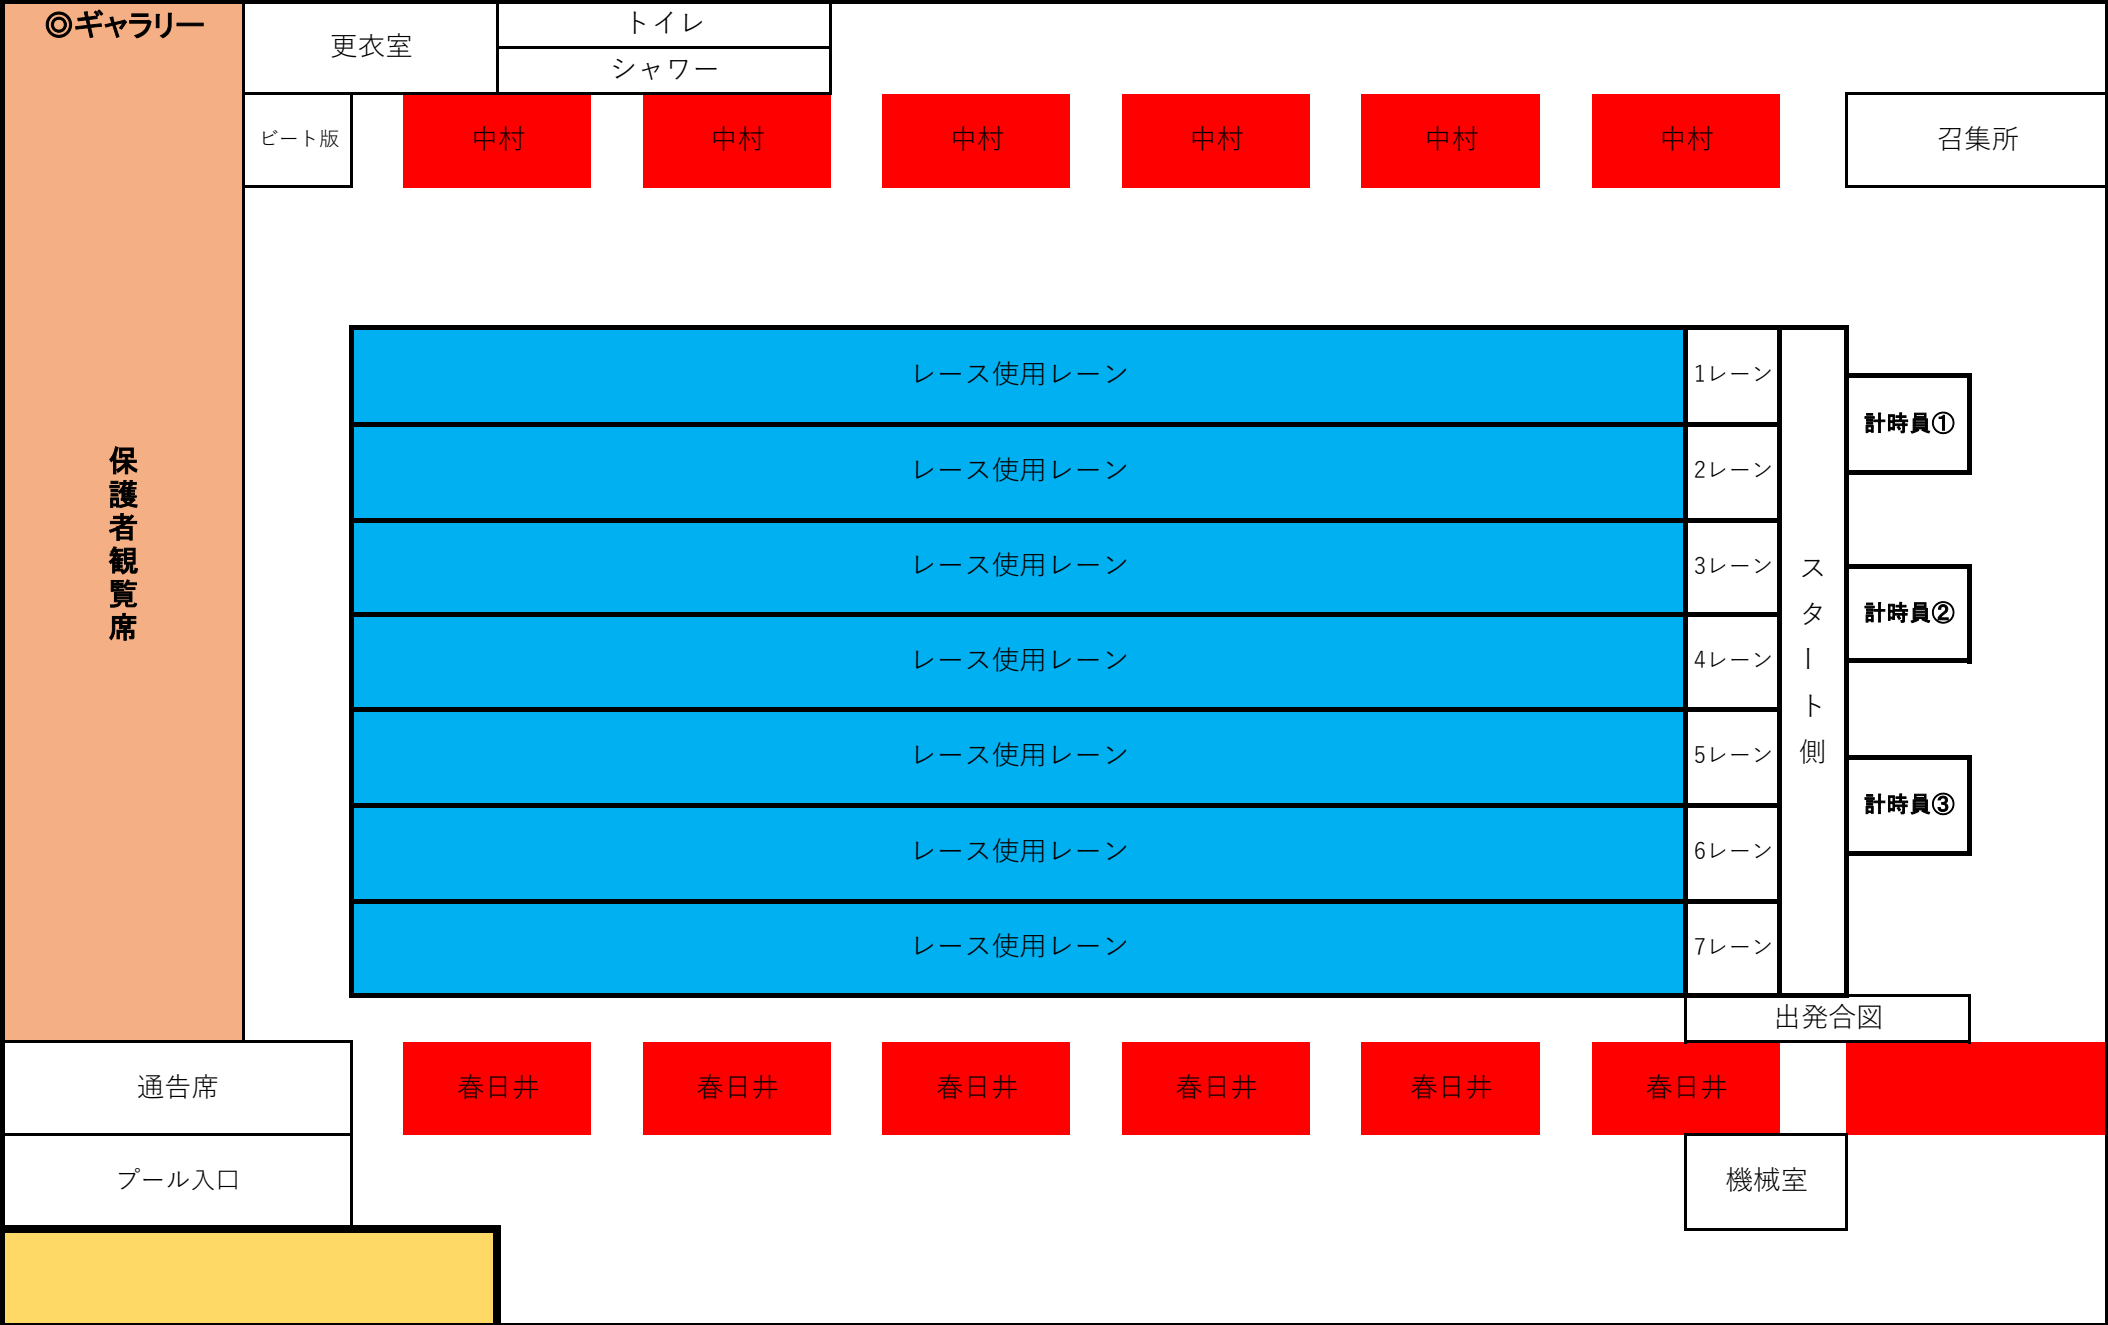 ◎ギャラリー
更衣室
トイレ
シャワー
ビート版
中村
中村
中村
中村
中村
中村
召集所
保護者観覧席
レース使用レーン
1レーン
レース使用レーン
2レーン
レース使用レーン
3レーン
レース使用レーン
4レーン
レース使用レーン
5レーン
レース使用レーン
6レーン
レース使用レーン
7レーン
スタート側
計時員①
計時員②
計時員③
出発合図
通告席
春日井
春日井
春日井
春日井
春日井
春日井
プール入口
機械室